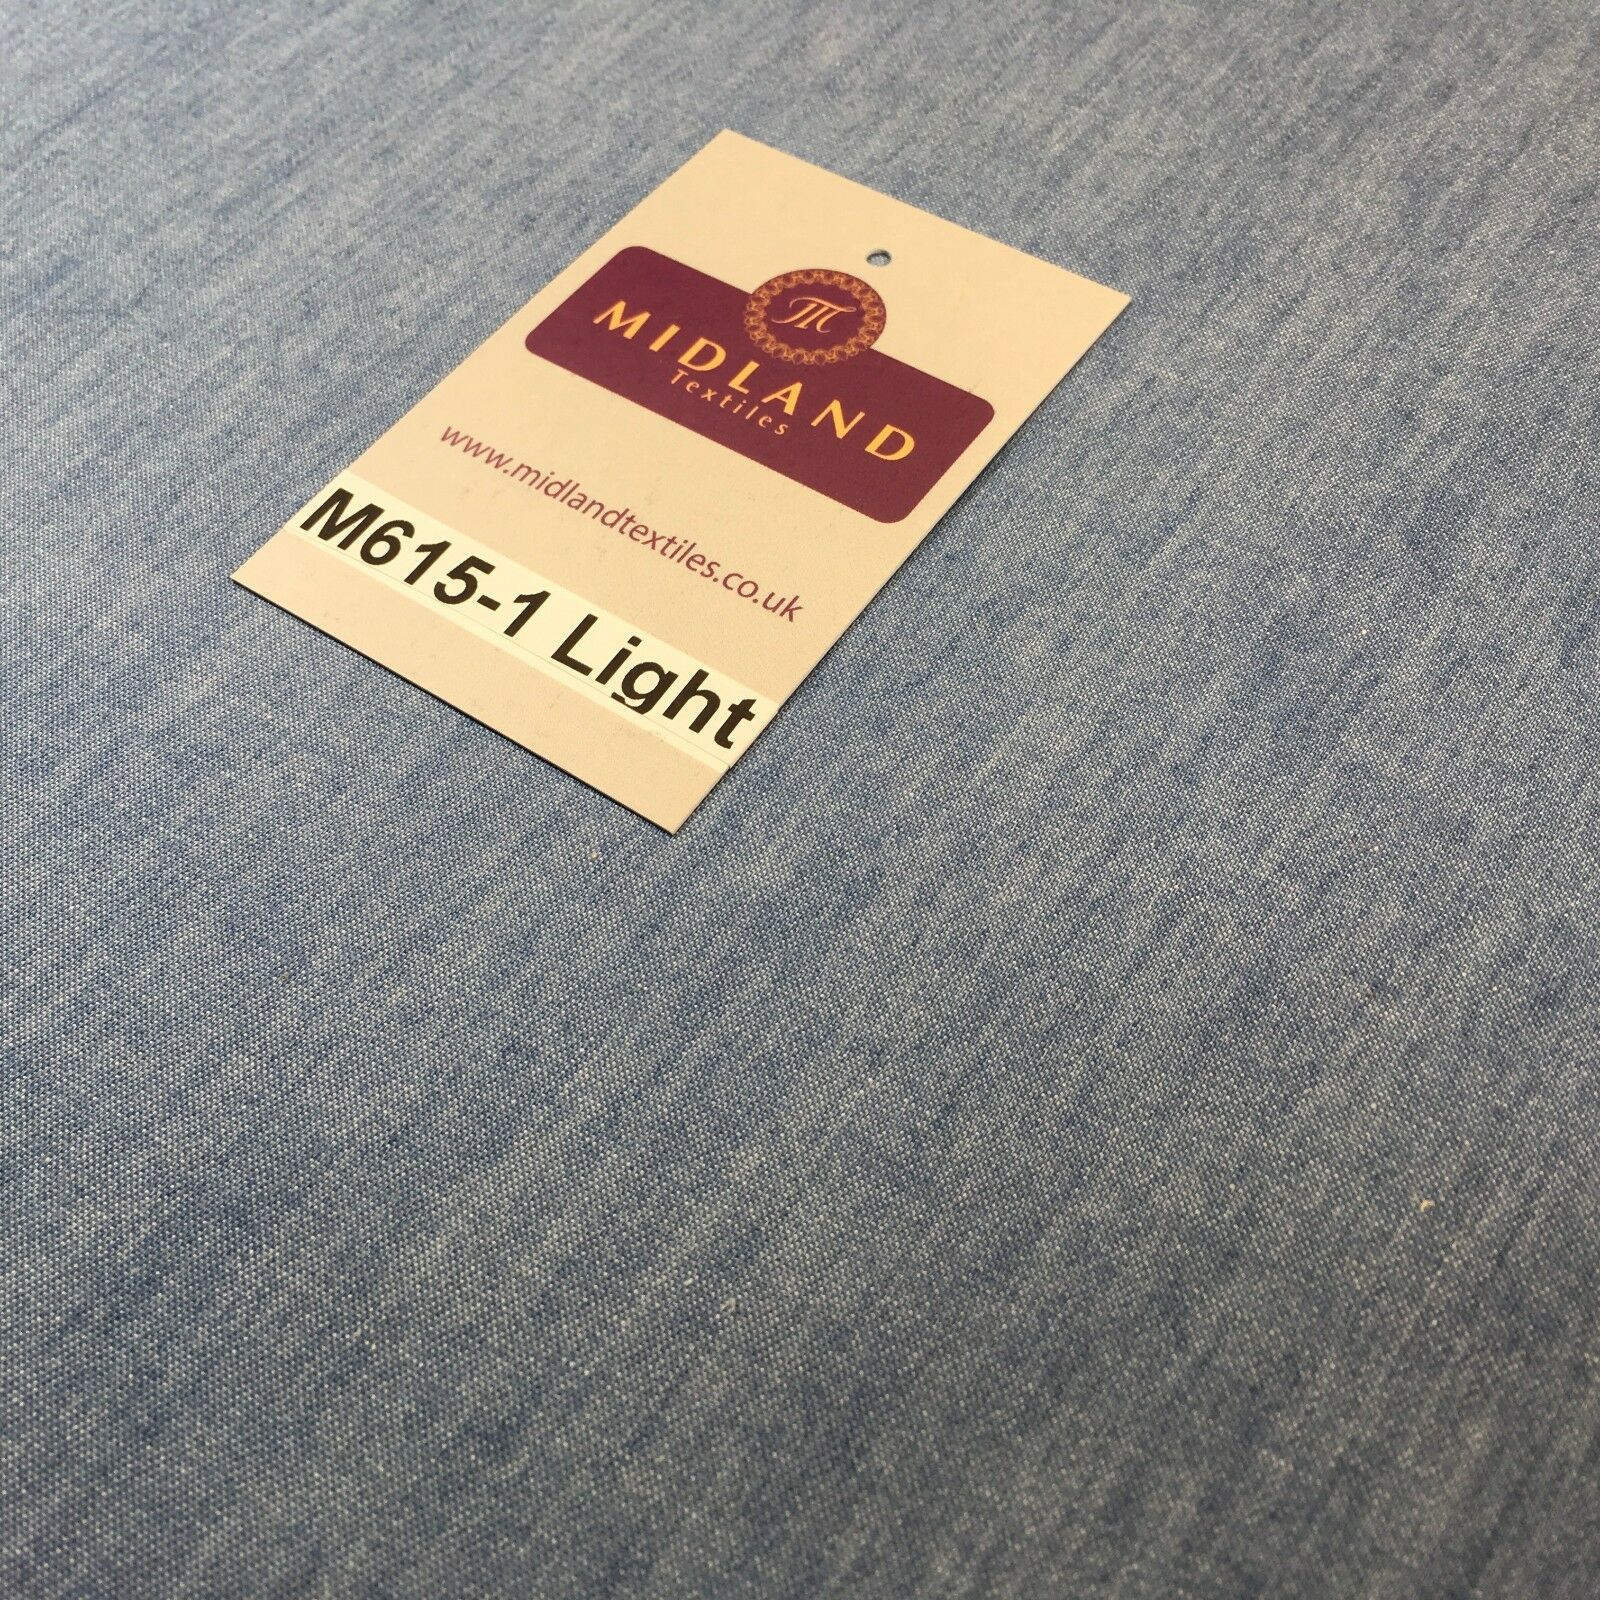 MIDLAND
Textiles
www.midlandtextiles.co.uk
M615-1 Light